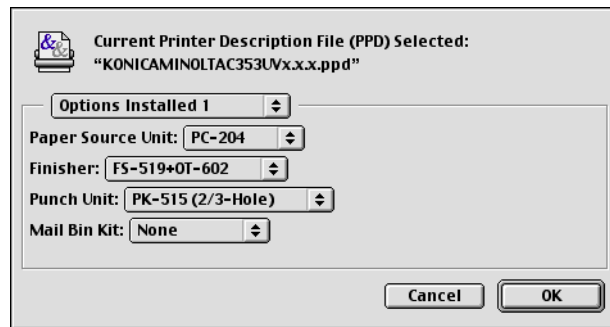 Current Printer Description File (PPD) Selected:
“KONICAMINOLTAC353UVx.x.x.ppd”
Options Installed 1
Paper Source Unit: PC-204
Finisher: FS-519+OT-602
Punch Unit: PK-515 (2/3-Hole)
Mail Bin Kit: None
Cancel OK